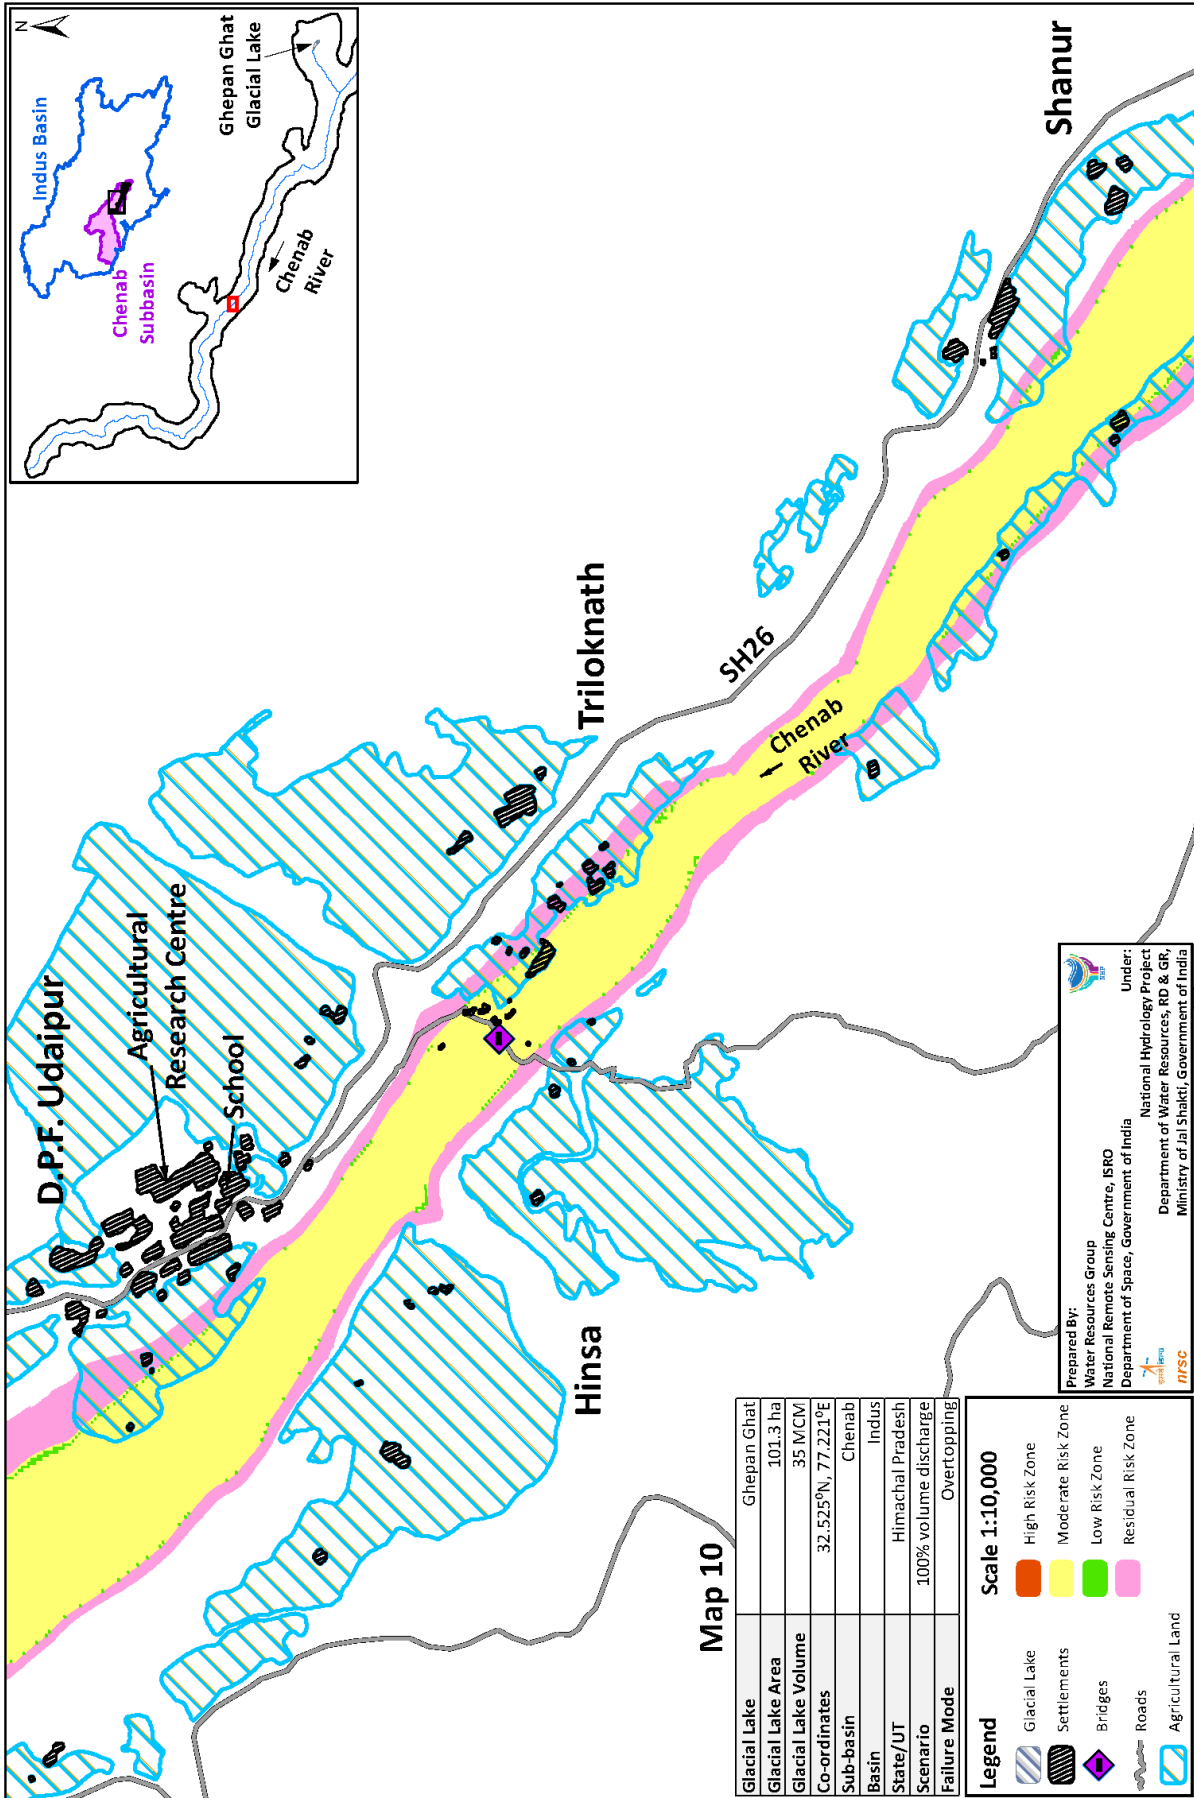 N
Indus Basin
Chenab
Subbasin
Ghepan Ghat
Glacial Lake
Chenab
River
D.P.F. Udaipur
Agricultural
Research Centre
School
Triloknath
Shanur
SH26
Chenab
River
Hinsa
Map 10
Glacial Lake Ghepan Ghat
Glacial Lake Area 101.3 ha
Glacial Lake Volume 35 MCM
Co-ordinates 32.525⁰N, 77.221⁰E
Sub-basin Chenab
Basin Indus
State/UT Himachal Pradesh
Scenario 100% volume discharge
Failure Mode Overtopping
Legend
Scale 1:10,000
Glacial Lake
Settlements
Bridges
Roads
Agricultural Land
High Risk Zone
Moderate Risk Zone
Low Risk Zone
Residual Risk Zone
Prepared By:
Water Resources Group
National Remote Sensing Centre, ISRO
Department of Space, Government of India
nrsc
NHP
Under:
National Hydrology Project
Department of Water Resources, RD & GR,
Ministry of Jal Shakti, Government of India